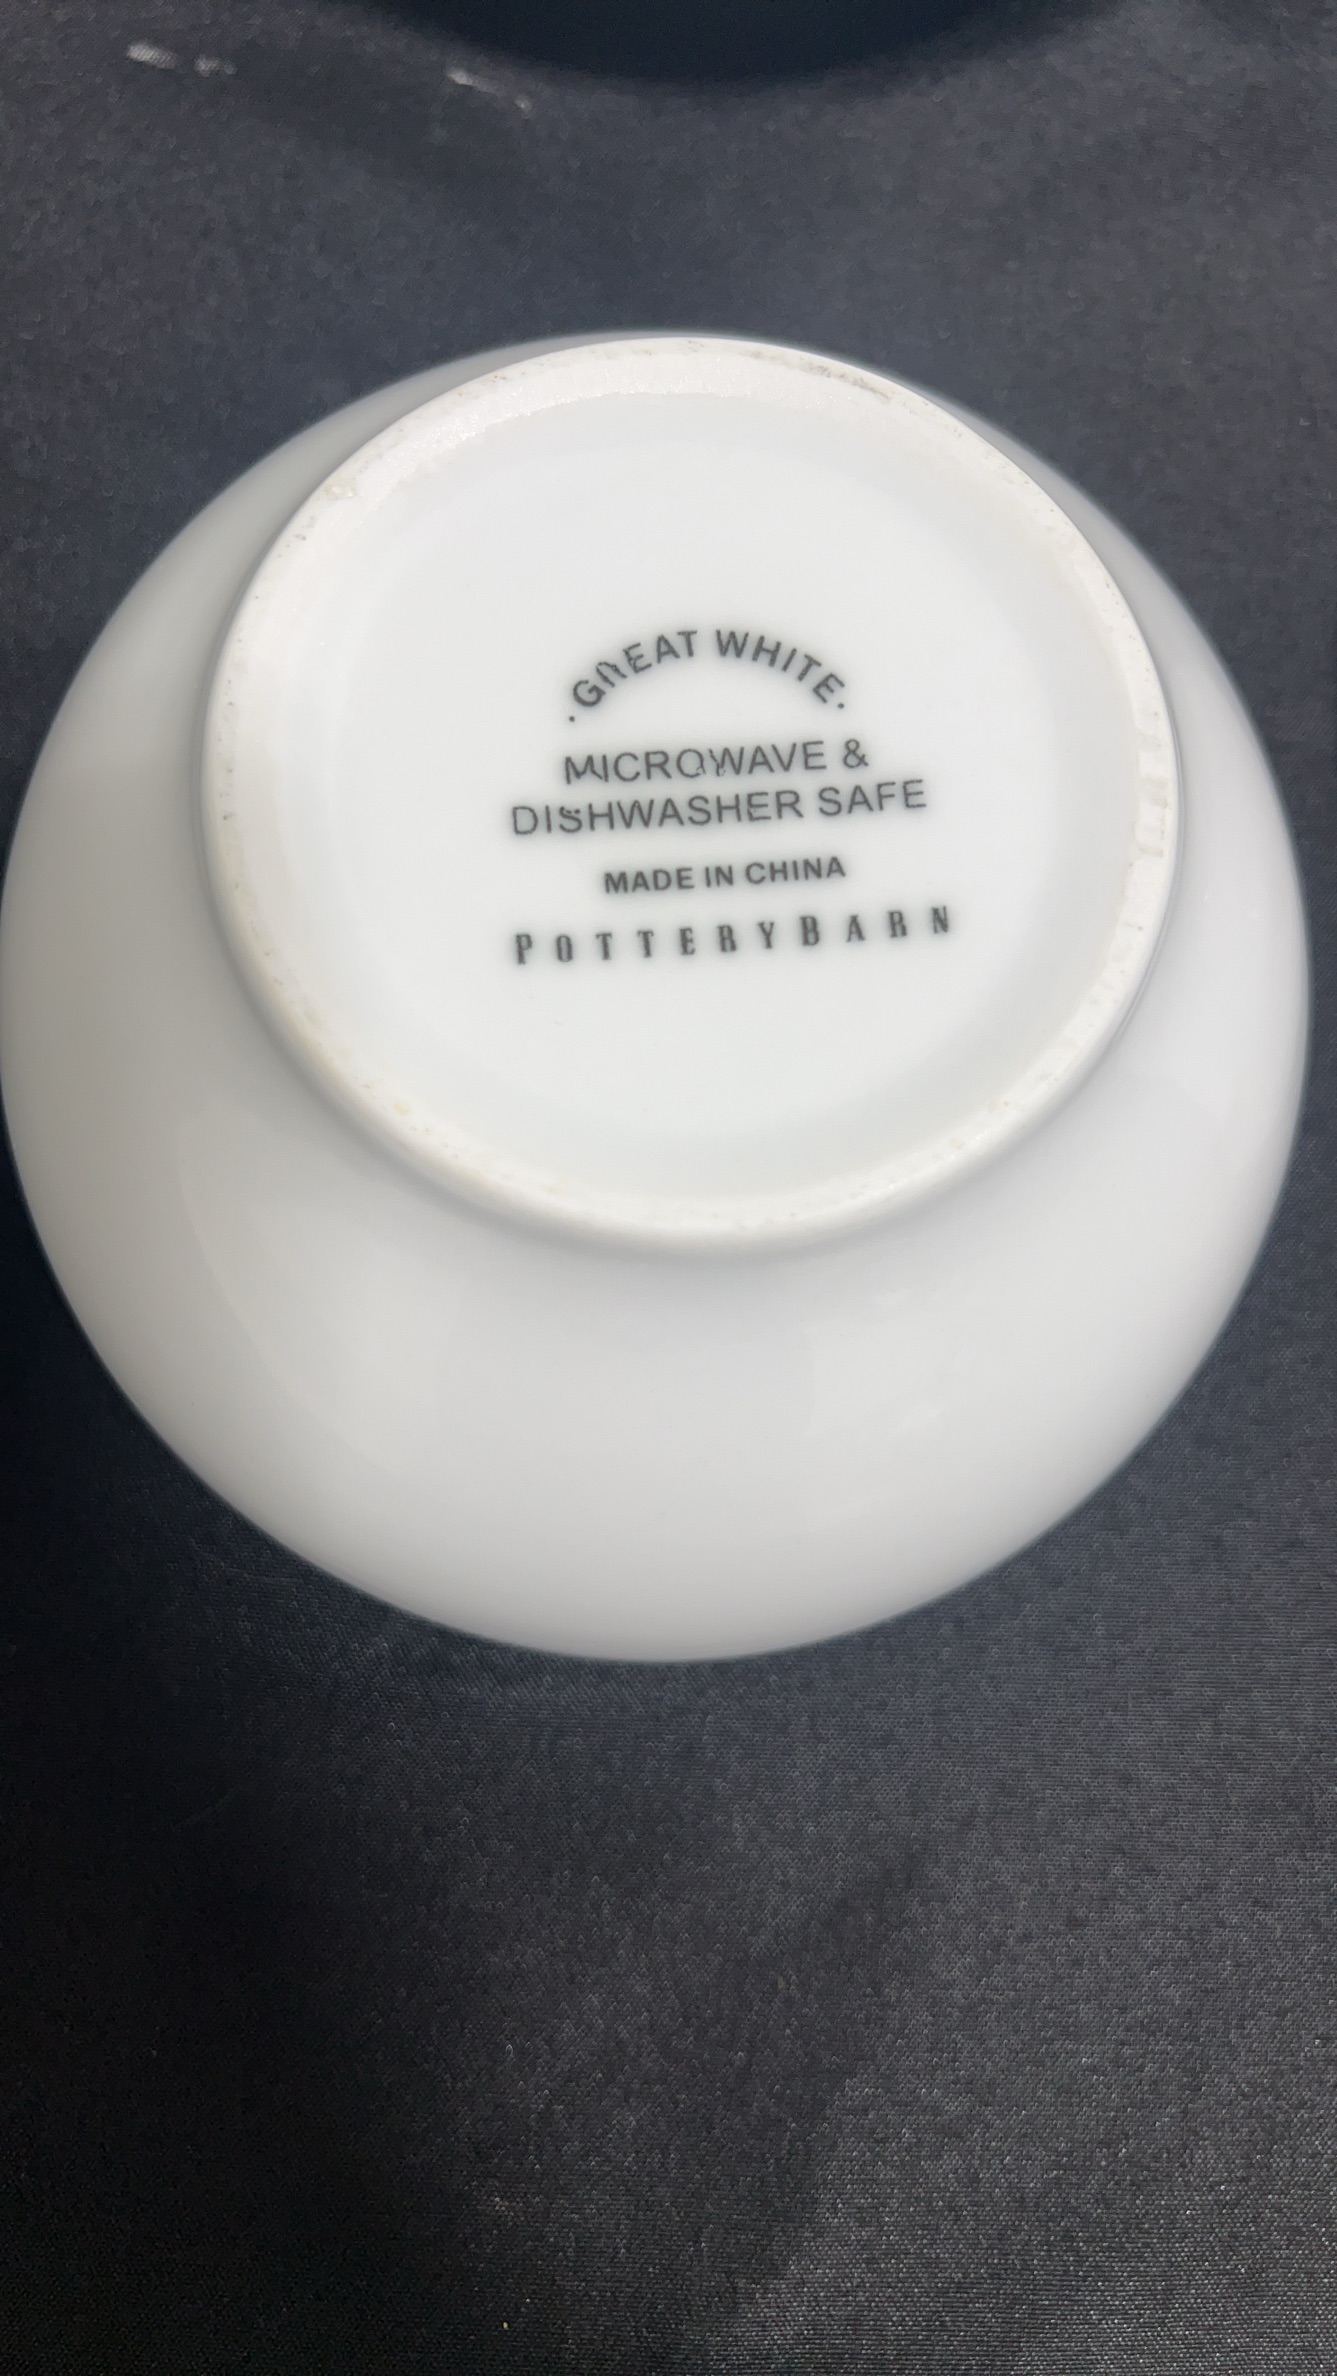 · GREAT WHITE ·
MICROWAVE &
DISHWASHER SAFE
MADE IN CHINA
POTTERYBARN